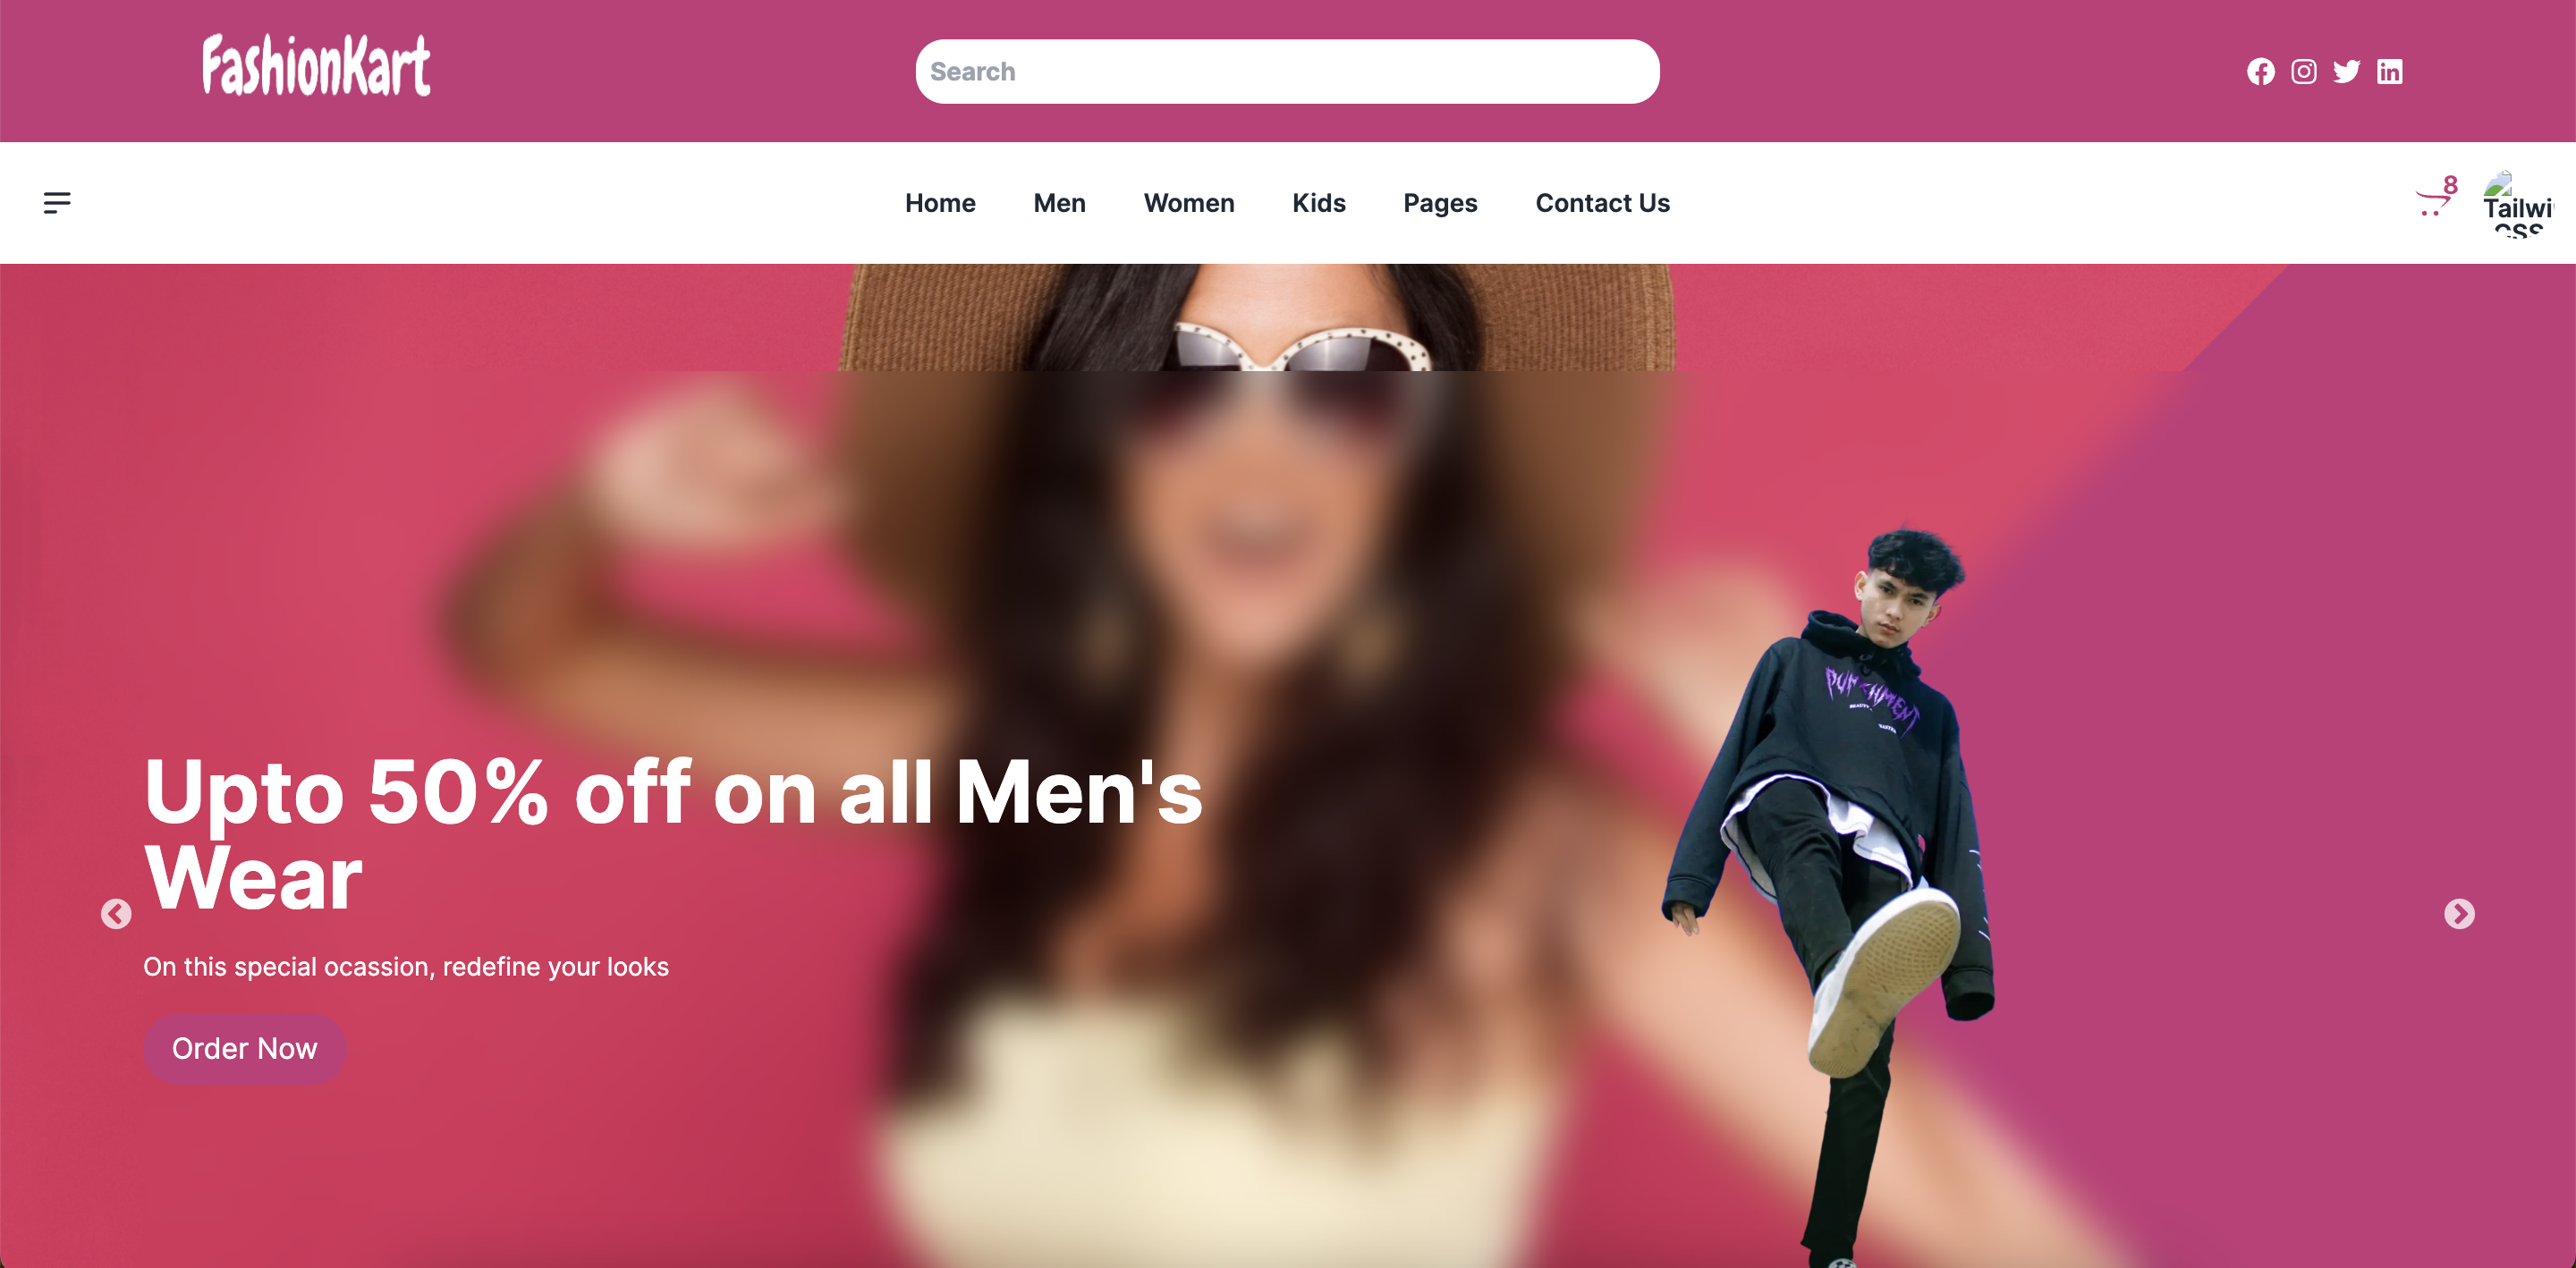 FashionKart
Search
Home Men Women Kids Pages Contact Us
8
Tailwi
CSS
Upto 50% off on all Men's
Wear
On this special ocassion, redefine your looks
Order Now